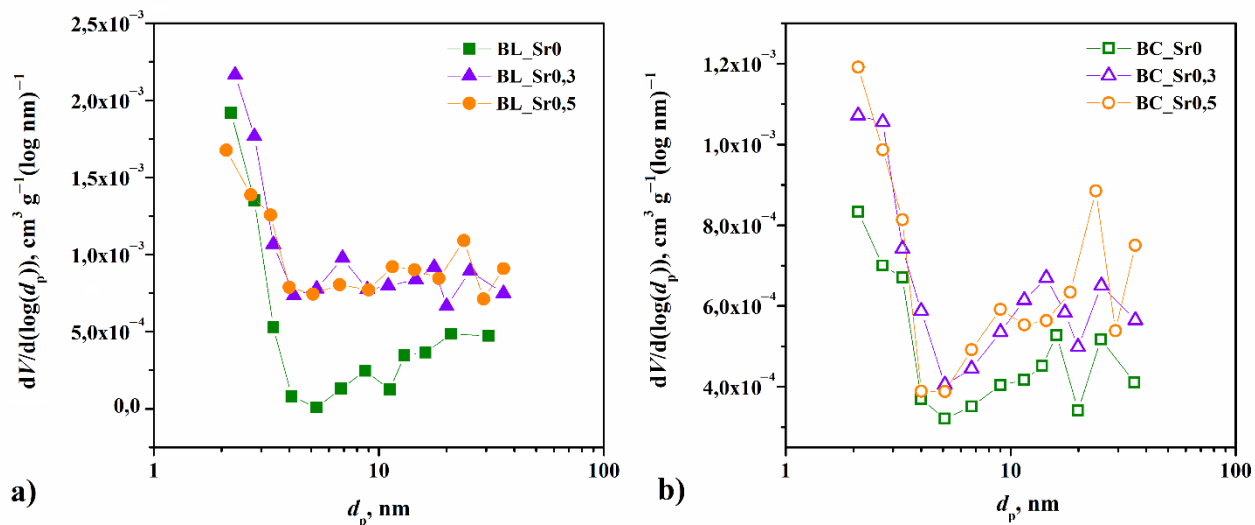 2,5x10⁻³
2,0x10⁻³
1,5x10⁻³
1,0x10⁻³
5,0x10⁻⁴
0,0
dV/d(log(dₚ)), cm³ g⁻¹(log nm)⁻¹
BL_Sr0
BL_Sr0,3
BL_Sr0,5
1 10 100
dₚ, nm
a)
1,2x10⁻³
1,0x10⁻³
8,0x10⁻⁴
6,0x10⁻⁴
4,0x10⁻⁴
dV/d(log(dₚ)), cm³ g⁻¹(log nm)⁻¹
BC_Sr0
BC_Sr0,3
BC_Sr0,5
1 10 100
dₚ, nm
b)